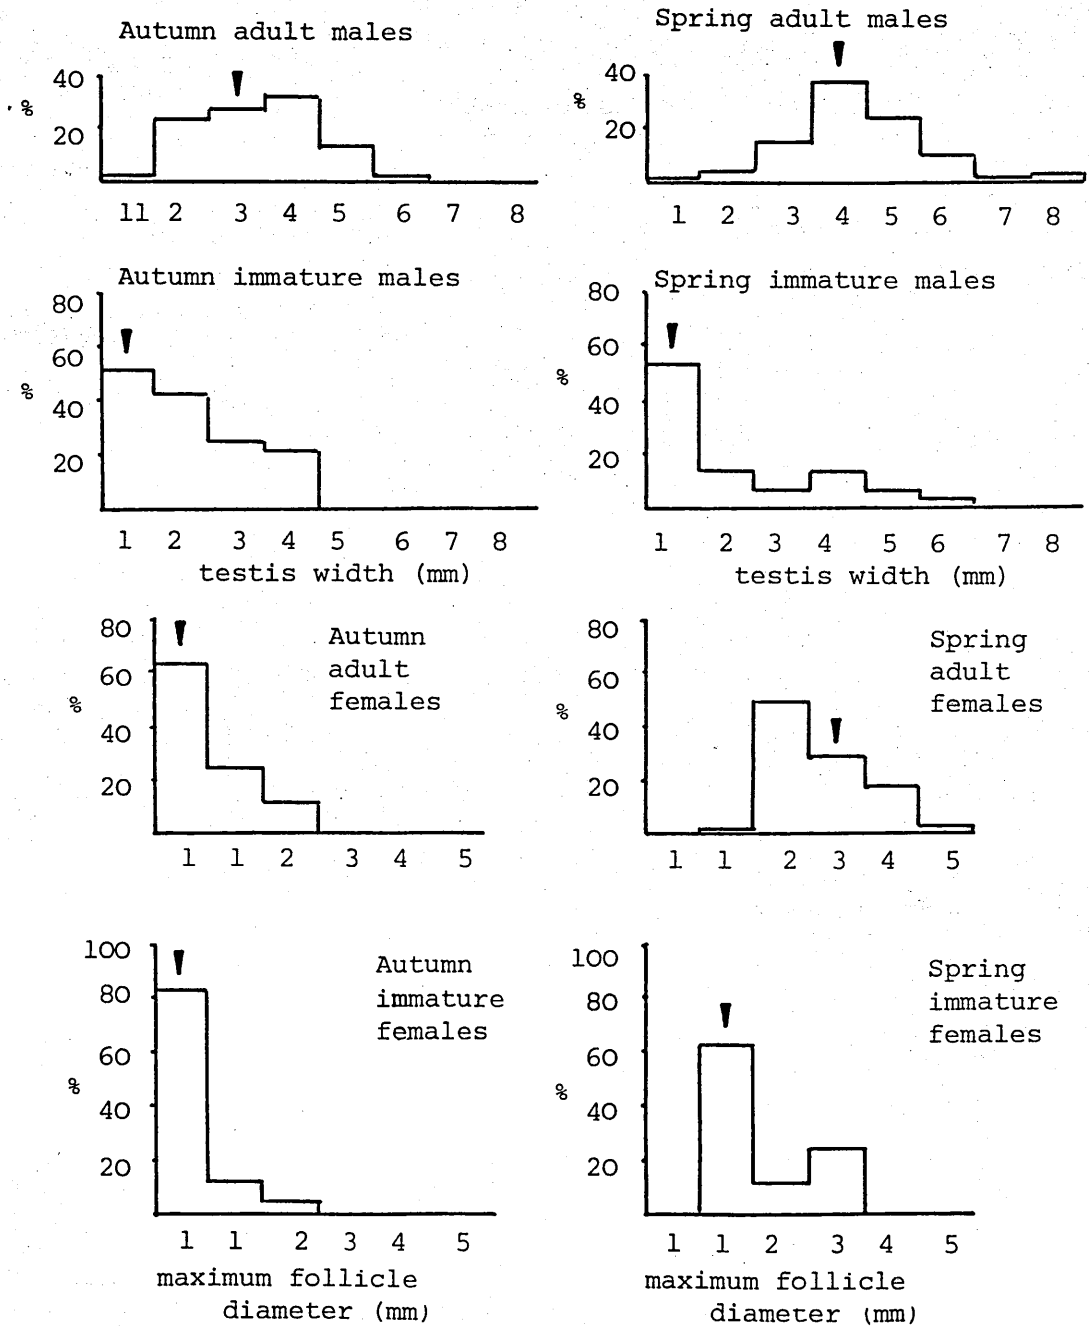 Autumn adult males
40
%
20
11 2 3 4 5 6 7 8
Spring adult males
40
%
20
1 2 3 4 5 6 7 8
Autumn immature males
80
60
%
40
20
1 2 3 4 5 6 7 8
testis width (mm)
Spring immature males
80
60
%
40
20
1 2 3 4 5 6 7 8
testis width (mm)
Autumn
adult
females
80
60
%
40
20
1 1 2 3 4 5
Spring
adult
females
80
60
%
40
20
1 1 2 3 4 5
Autumn
immature
females
100
80
60
%
40
20
1 1 2 3 4 5
maximum follicle
diameter (mm)
Spring
immature
females
100
80
60
%
40
20
1 1 2 3 4 5
maximum follicle
diameter (mm)